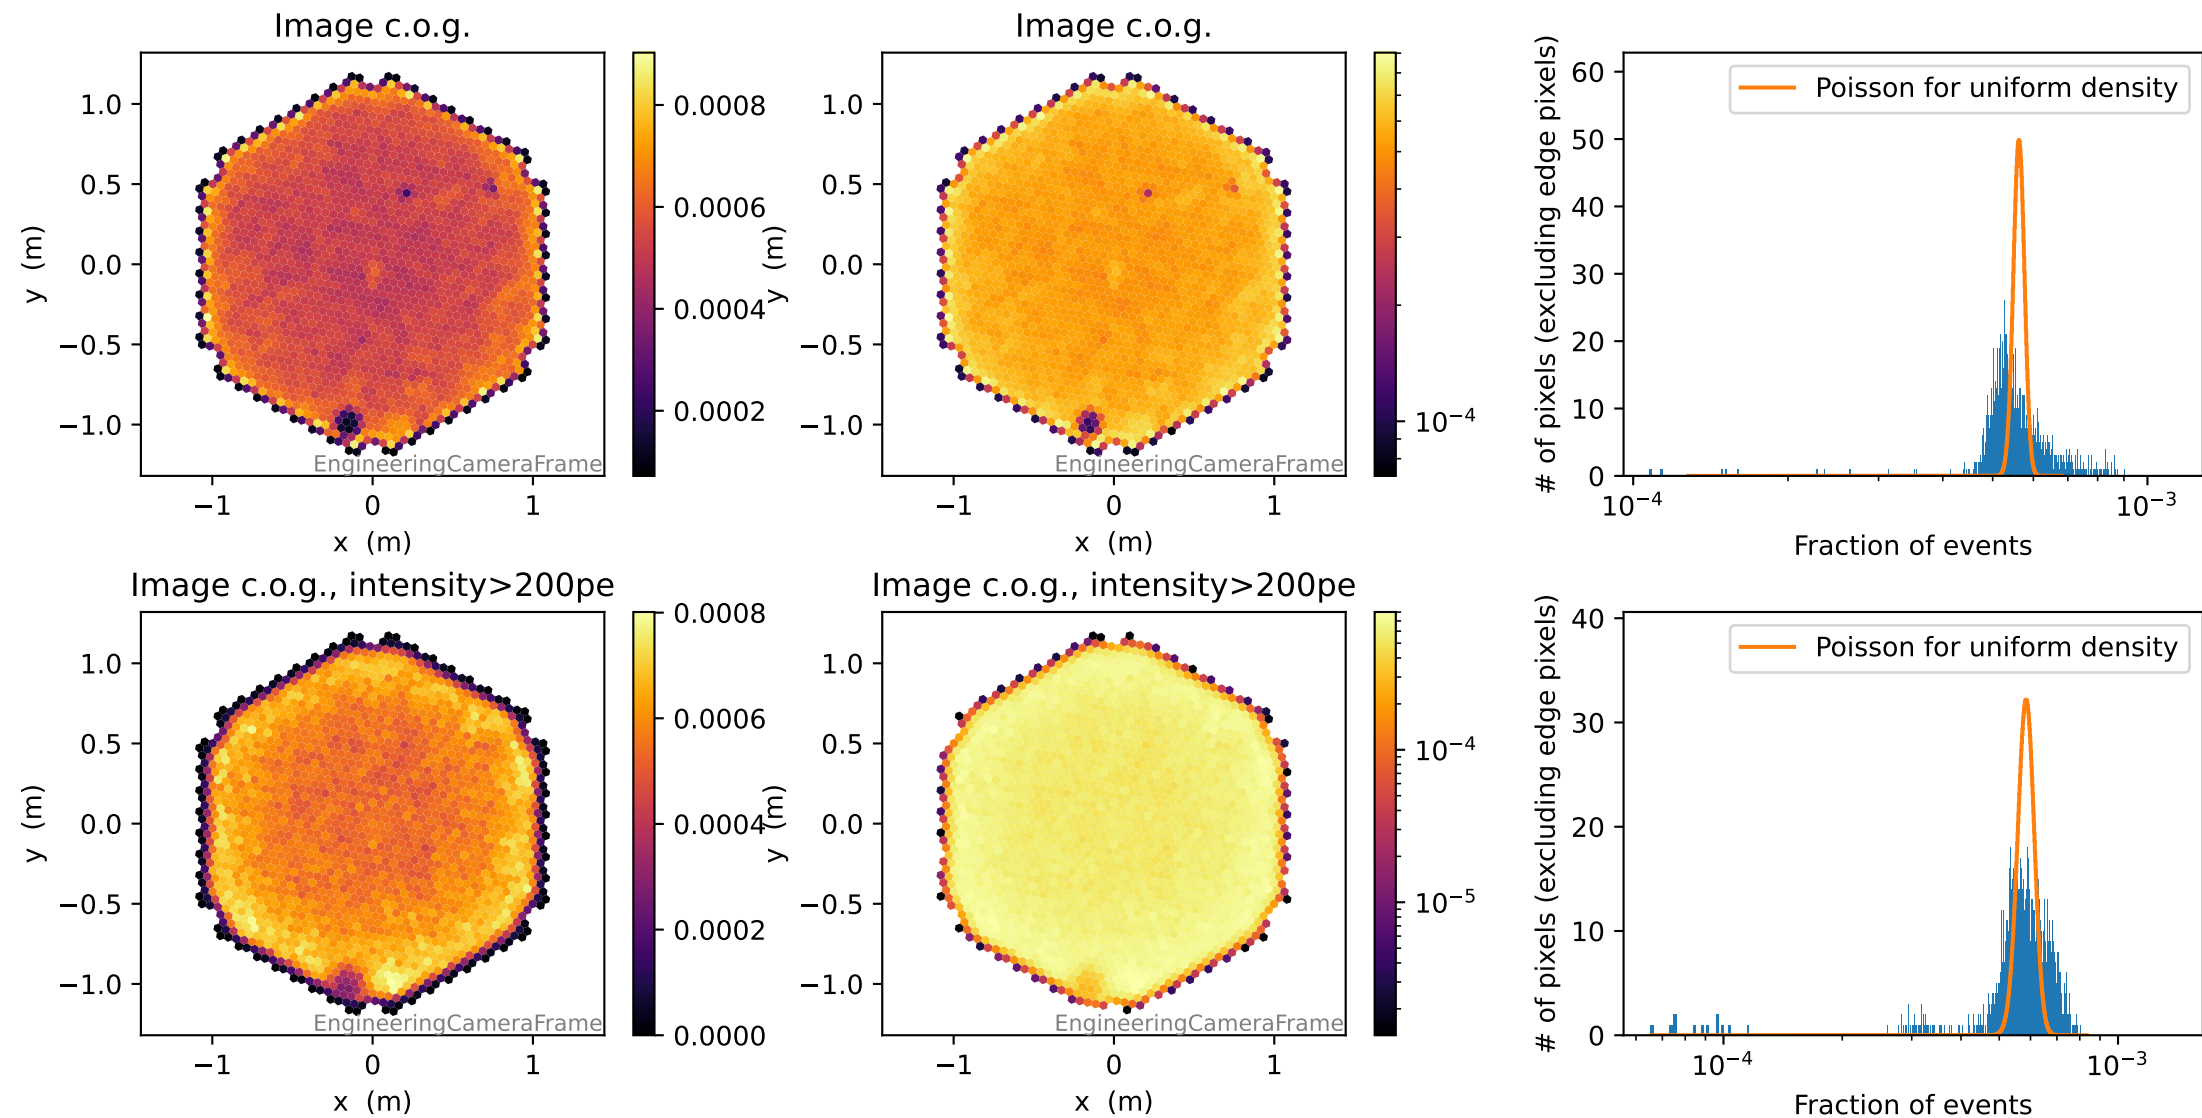 Image c.o.g.
1.0
0.5
0.0
−0.5
−1.0
y (m)
−1
0
1
x (m)
EngineeringCameraFrame
0.0008
0.0006
0.0004
0.0002
Image c.o.g.
1.0
0.5
0.0
−0.5
−1.0
y (m)
−1
0
1
x (m)
EngineeringCameraFrame
10⁻⁴
Poisson for uniform density
60
50
40
30
20
10
0
# of pixels (excluding edge pixels)
10⁻⁴
10⁻³
Fraction of events
Image c.o.g., intensity>200pe
1.0
0.5
0.0
−0.5
−1.0
y (m)
−1
0
1
x (m)
EngineeringCameraFrame
0.0008
0.0006
0.0004
0.0002
0.0000
Image c.o.g., intensity>200pe
1.0
0.5
0.0
−0.5
−1.0
y (m)
−1
0
1
x (m)
EngineeringCameraFrame
10⁻⁴
10⁻⁵
Poisson for uniform density
40
30
20
10
0
# of pixels (excluding edge pixels)
10⁻⁴
10⁻³
Fraction of events